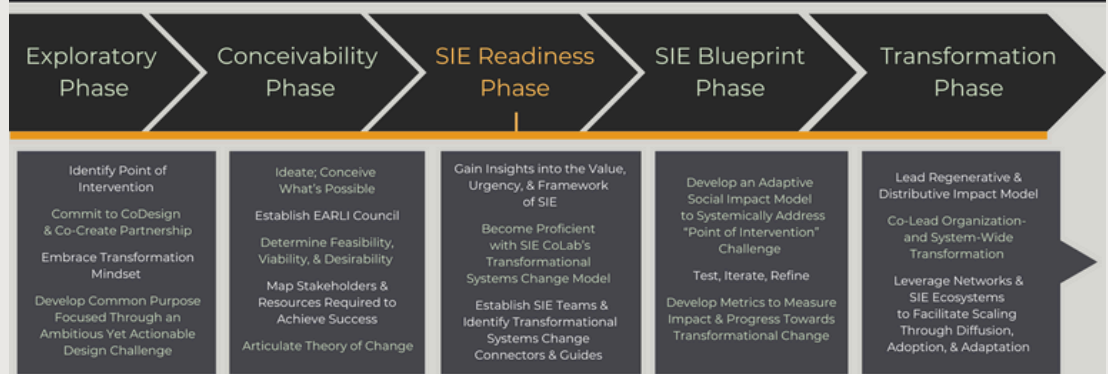 Exploratory
Phase
Conceivability
Phase
SIE Readiness
Phase
SIE Blueprint
Phase
Transformation
Phase
Identify Point of
Intervention
Commit to CoDesign
& Co-Create Partnership
Embrace Transformation
Mindset
Develop Common Purpose
Focused Through an
Ambitious Yet Actionable
Design Challenge
Ideate; Conceive
What's Possible
Establish EARLI Council
Determine Feasibility,
Viability, & Desirability
Map Stakeholders &
Resources Required to
Achieve Success
Articulate Theory of Change
Gain Insights into the Value,
Urgency, & Framework
of SIE
Become Proficient
with SIE CoLab's
Transformational
Systems Change Model
Establish SIE Teams &
Identify Transformational
Systems Change
Connectors & Guides
Develop an Adaptive
Social Impact Model
to Systemically Address
"Point of Intervention"
Challenge
Test, Iterate, Refine
Develop Metrics to Measure
Impact & Progress Towards
Transformational Change
Lead Regenerative &
Distributive Impact Model
Co-Lead Organization-
and System-Wide
Transformation
Leverage Networks &
SIE Ecosystems
to Facilitate Scaling
Through Diffusion,
Adoption, & Adaptation